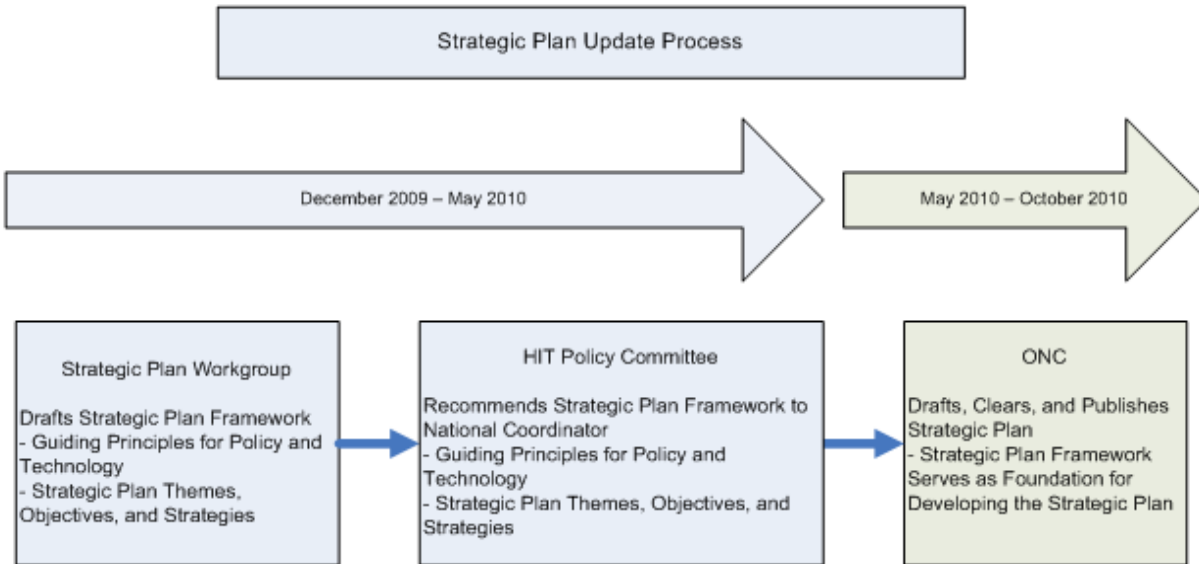 Strategic Plan Update Process
December 2009 – May 2010
May 2010 – October 2010
Strategic Plan Workgroup
Drafts Strategic Plan Framework
- Guiding Principles for Policy and
Technology
- Strategic Plan Themes,
Objectives, and Strategies
HIT Policy Committee
Recommends Strategic Plan Framework to
National Coordinator
- Guiding Principles for Policy and
Technology
- Strategic Plan Themes, Objectives, and
Strategies
ONC
Drafts, Clears, and Publishes
Strategic Plan
- Strategic Plan Framework
Serves as Foundation for
Developing the Strategic Plan